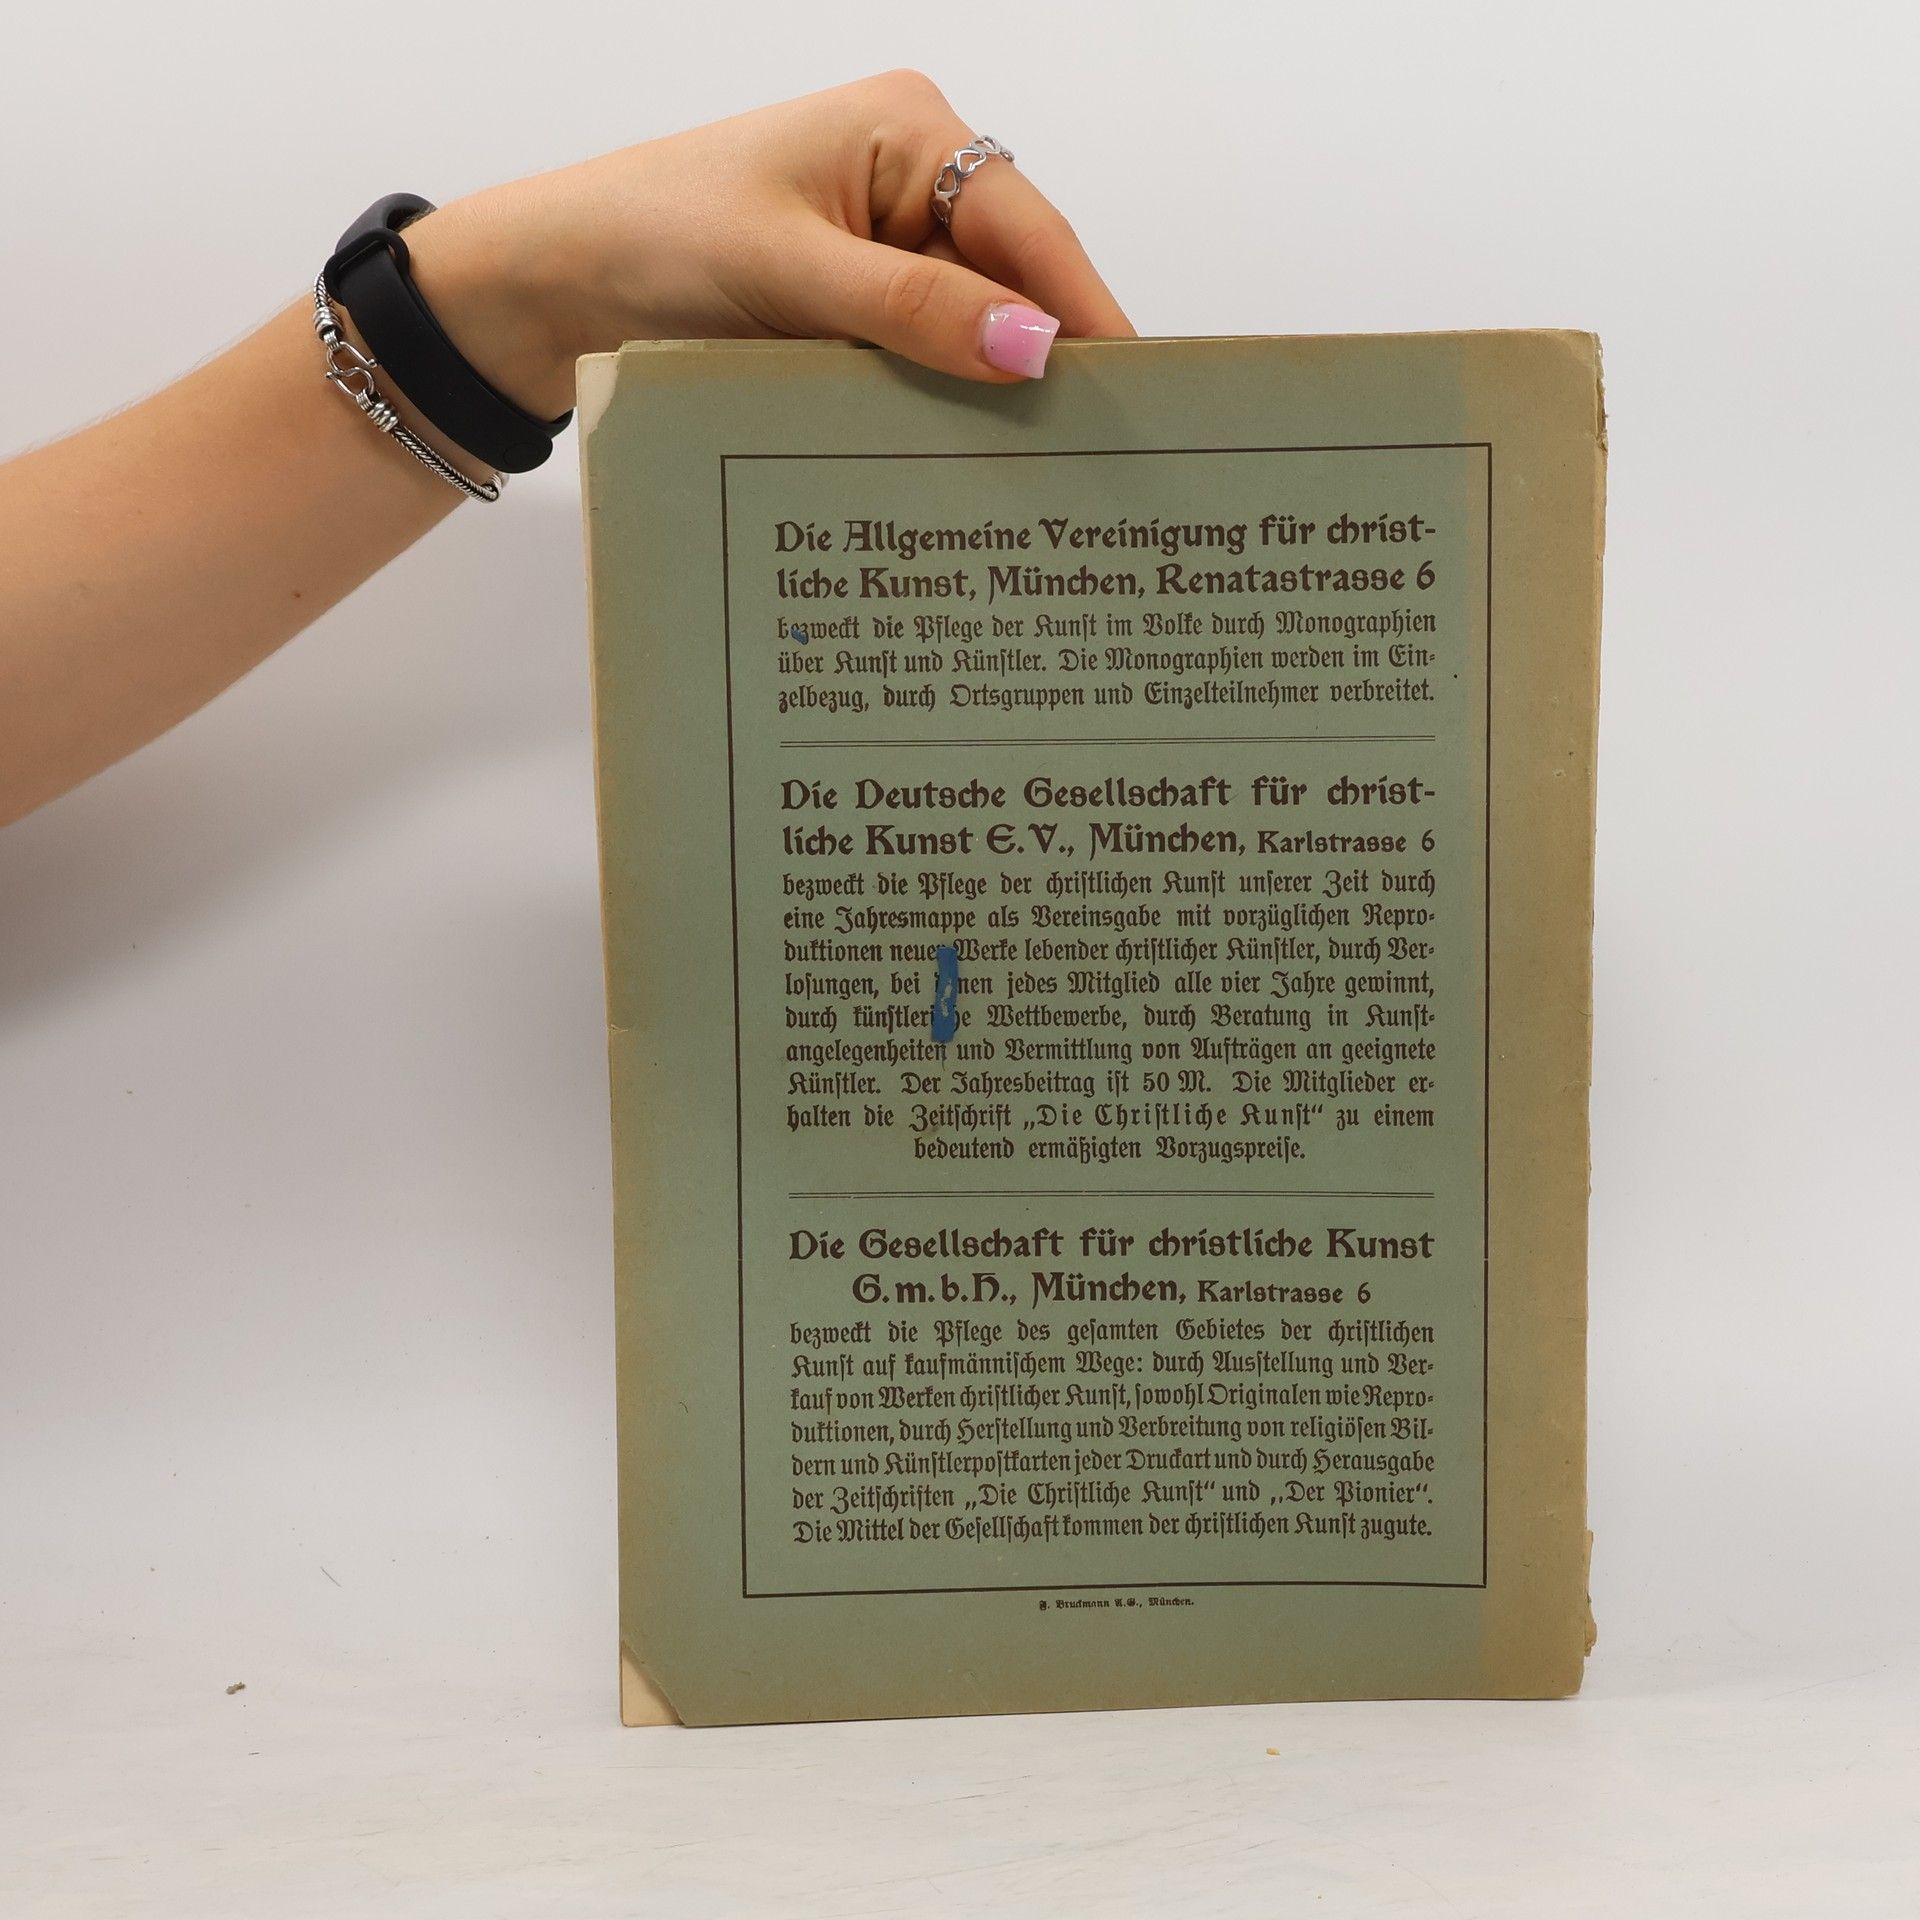 Die Allgemeine Vereinigung für christ-
liche Kunst, München, Renatastrasse 6
bezweckt die Pflege der Kunst im Volke durch Monographien
über Kunst und Künstler. Die Monographien werden im Ein-
zelbezug, durch Ortsgruppen und Einzelteilnehmer verbreitet.
Die Deutsche Gesellschaft für christ-
liche Kunst E.V., München, Karlstrasse 6
bezweckt die Pflege der christlichen Kunst unserer Zeit durch
eine Jahresmappe als Vereinsgabe mit vorzüglichen Repro-
duktionen neuer Werke lebender christlicher Künstler, durch Ver-
losungen, bei denen jedes Mitglied alle vier Jahre gewinnt,
durch künstlerische Wettbewerbe, durch Beratung in Kunst-
angelegenheiten und Vermittlung von Aufträgen an geeignete
Künstler. Der Jahresbeitrag ist 50 M. Die Mitglieder er-
halten die Zeitschrift „Die Christliche Kunst“ zu einem
bedeutend ermäßigten Vorzugspreise.
Die Gesellschaft für christliche Kunst
G.m.b.H., München, Karlstrasse 6
bezweckt die Pflege des gesamten Gebietes der christlichen
Kunst auf kaufmännischem Wege: durch Ausstellung und Ver-
kauf von Werken christlicher Kunst, sowohl Originalen wie Repro-
duktionen, durch Herstellung und Verbreitung von religiösen Bil-
dern und Künstlerpostkarten jeder Druckart und durch Herausgabe
der Zeitschriften „Die Christliche Kunst“ und „Der Pionier“.
Die Mittel der Gesellschaft kommen der christlichen Kunst zugute.
F. Bruckmann A.G., München.